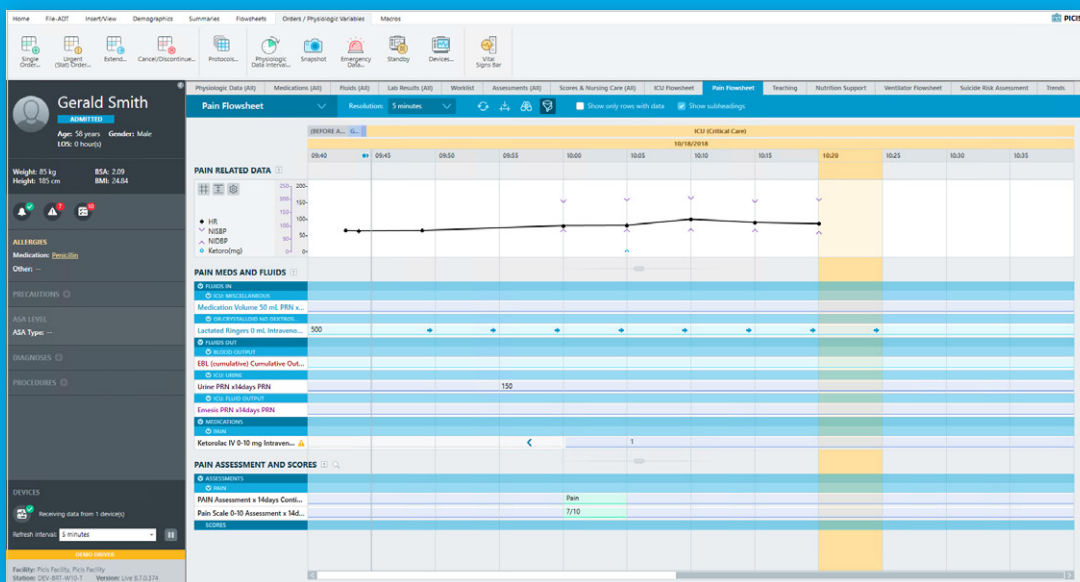 Home File-ADT Insert/View Demographics Summaries Flowsheets Orders / Physiologic Variables Macros
PICIS
Single Order... Urgent (Stat) Order... Extend... Cancel/Discontinue... Protocols... Physiologic Data Interval... Snapshot Emergency Data... Standby Devices... Vital Signs Bar
Physiologic Data (All) Medications (All) Fluids (All) Lab Results (All) Worklist Assessments (All) Scores & Nursing Care (All) ICU Flowsheet Pain Flowsheet Teaching Nutrition Support Ventilator Flowsheet Suicide Risk Assessment Trends
Pain Flowsheet Resolution: 5 minutes Show only rows with data Show subheadings
Gerald Smith
ADMITTED
Age: 58 years Gender: Male
LOS: 0 hour(s)
Weight: 85 kg BSA: 2.09
Height: 185 cm BMI: 24.84
7 10
ALLERGIES
Medication: Penicillin
Other: --
PRECAUTIONS
ASA LEVEL
ASA Type: --
DIAGNOSES
PROCEDURES
DEVICES
Receiving data from 1 device(s)
Refresh interval: 5 minutes
DEMO DRIVER
Facility: Picis Facility, Picis Facility
Station: DEV-BRT-W10-T Version: Live 8.7.0.274
(BEFORE A... G... ICU (Critical Care)
10/18/2018
09:40 09:45 09:50 09:55 10:00 10:05 10:10 10:15 10:20 10:25 10:30 10:35
PAIN RELATED DATA
250 200
200 150
150
100 100
50 50
0 0
HR
NISBP
NIDBP
Ketoro(mg)
PAIN MEDS AND FLUIDS
FLUIDS IN
ICU: MISCELLANEOUS
Medication Volume 50 mL PRN x...
OR:CRYSTALLOID NO DEXTROS...
Lactated Ringers 0 mL Intraveno... 500
FLUIDS OUT
BLOOD OUTPUT
EBL (cumulative) Cumulative Out...
ICU: URINE
Urine PRN x14days PRN 150
ICU: FLUID OUTPUT
Emesis PRN x14days PRN
MEDICATIONS
PAIN
Ketorolac IV 0-10 mg Intraven... 1
PAIN ASSESSMENT AND SCORES
ASSESSMENTS
PAIN
PAIN Assessment x 14days Conti... Pain
Pain Scale 0-10 Assessment x 14d... 7/10
SCORES